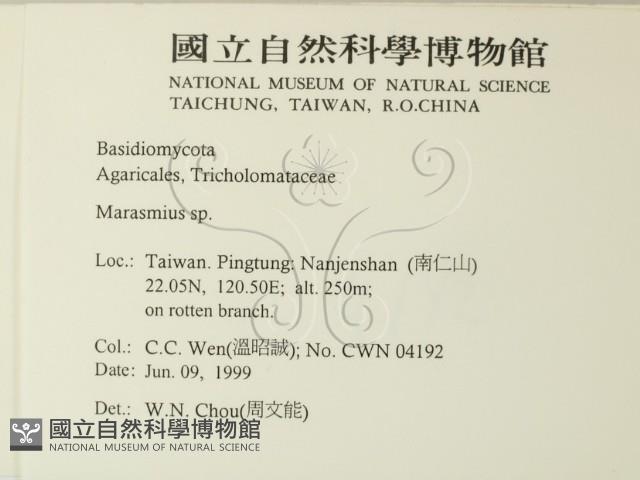 國立自然科學博物館
NATIONAL MUSEUM OF NATURAL SCIENCE
TAICHUNG, TAIWAN, R.O.CHINA
Basidiomycota
Agaricales, Tricholomataceae
Marasmius sp.
Loc.: Taiwan. Pingtung: Nanjenshan (南仁山)
22.05N, 120.50E; alt. 250m;
on rotten branch.
Col.: C.C. Wen(溫昭誠); No. CWN 04192
Date: Jun. 09, 1999
Det.: W.N. Chou(周文能)
國立自然科學博物館
NATIONAL MUSEUM OF NATURAL SCIENCE